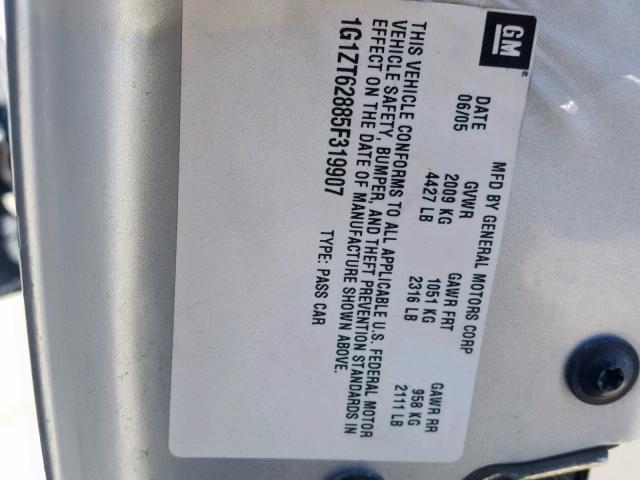 GM
MFD BY GENERAL MOTORS CORP
DATE GVWR GAWR FRT GAWR RR
06/05 2009 KG 1051 KG 958 KG
4427 LB 2316 LB 2111 LB
THIS VEHICLE CONFORMS TO ALL APPLICABLE U.S. FEDERAL MOTOR
VEHICLE SAFETY, BUMPER, AND THEFT PREVENTION STANDARDS IN
EFFECT ON THE DATE OF MANUFACTURE SHOWN ABOVE.
1G1ZT62885F319907 TYPE: PASS CAR